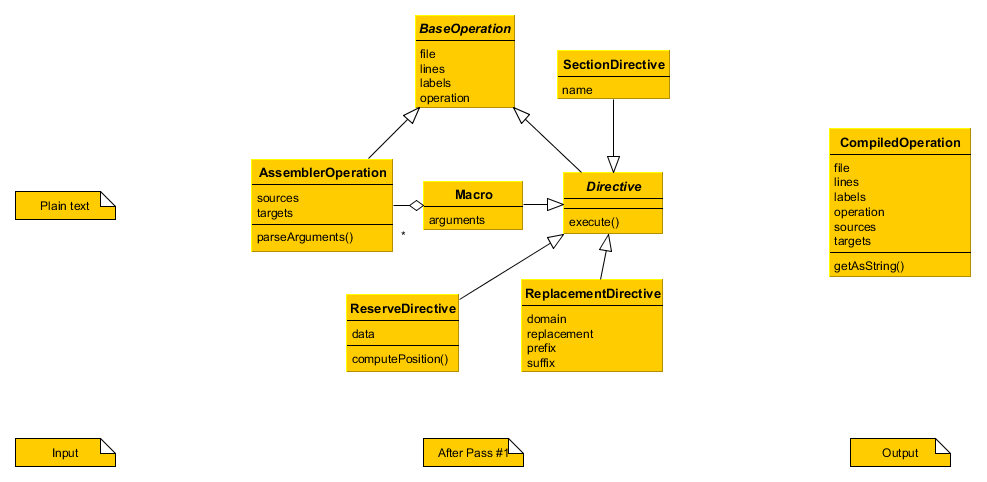 BaseOperation
file
lines
labels
operation
SectionDirective
name
CompiledOperation
file
lines
labels
operation
sources
targets
getAsString()
AssemblerOperation
sources
targets
parseArguments()
*
Macro
arguments
Directive
execute()
Plain text
ReserveDirective
data
computePosition()
ReplacementDirective
domain
replacement
prefix
suffix
Input
After Pass #1
Output